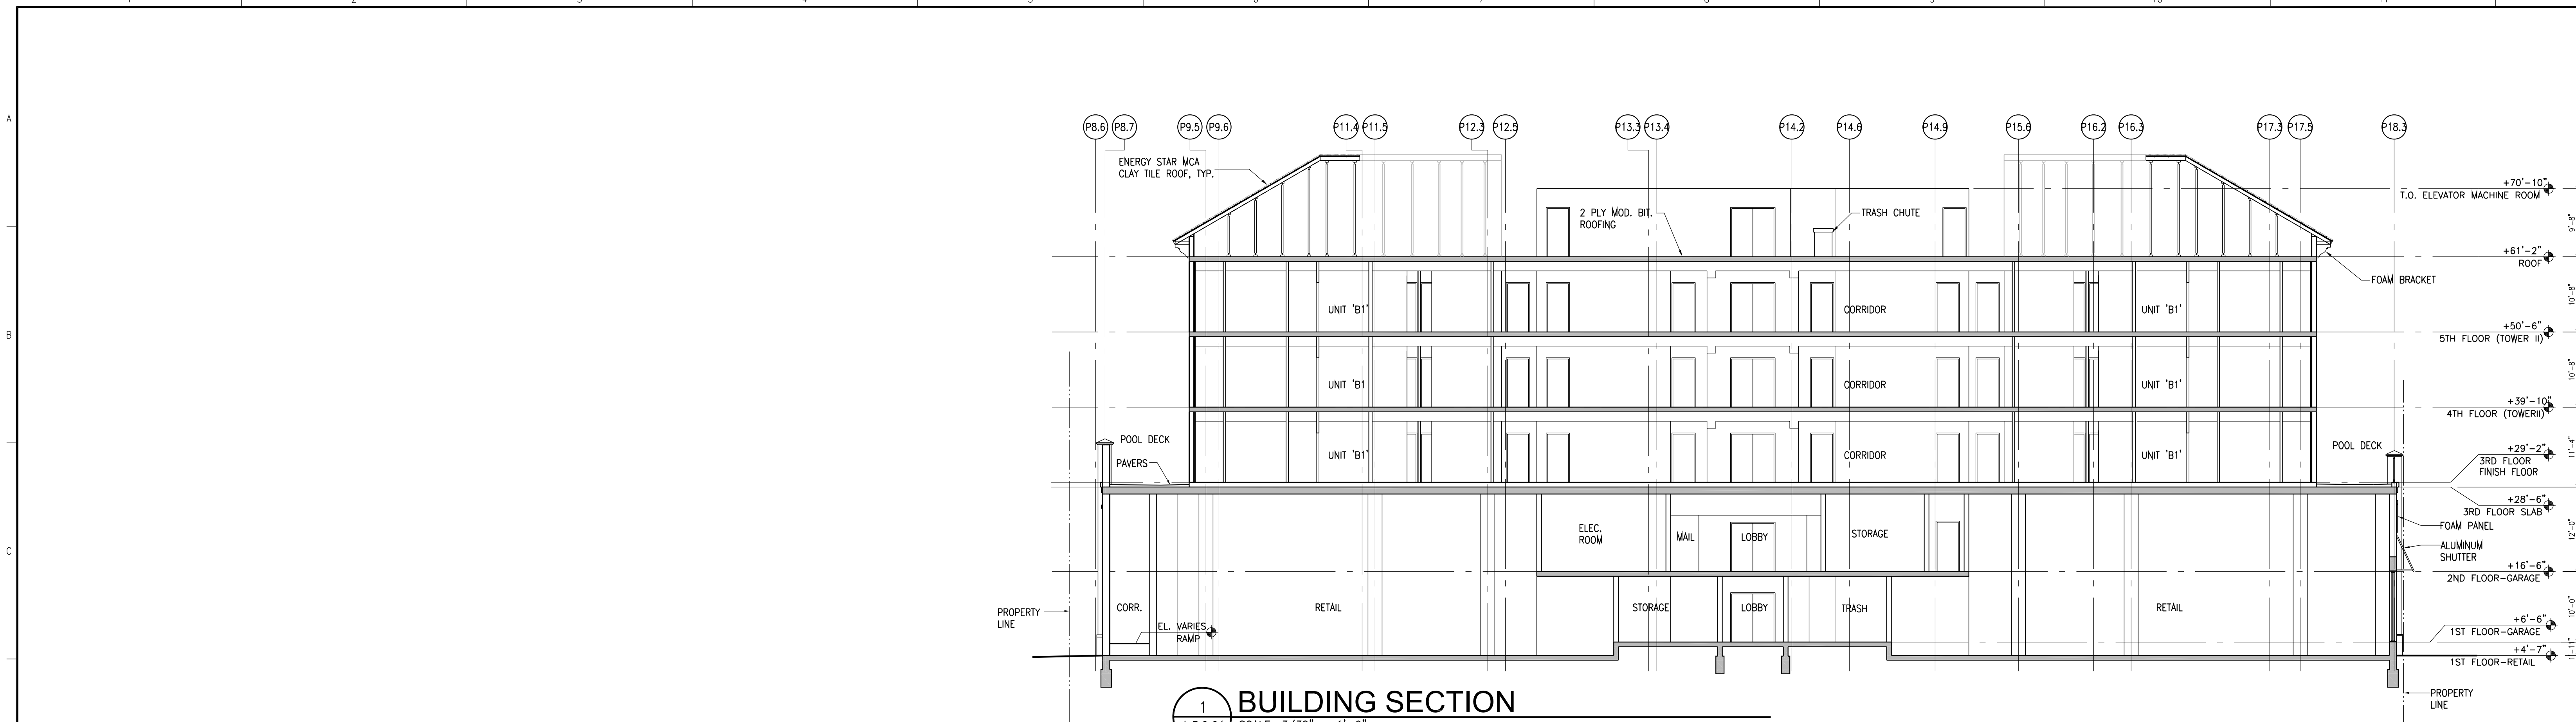 A
B
C
P8.6 P8.7 P9.5 P9.6 P11.4 P11.5 P12.3 P12.5 P13.3 P13.4 P14.2 P14.6 P14.9 P15.6 P16.2 P16.3 P17.3 P17.5 P18.3
ENERGY STAR MCA
CLAY TILE ROOF, TYP.
2 PLY MOD. BIT.
ROOFING
TRASH CHUTE
+70'-10"
T.O. ELEVATOR MACHINE ROOM
9'-8"
+61'-2"
ROOF
FOAM BRACKET
10'-8"
UNIT 'B1' CORRIDOR UNIT 'B1'
+50'-6"
5TH FLOOR (TOWER II)
10'-8"
UNIT 'B1 CORRIDOR UNIT 'B1'
+39'-10"
4TH FLOOR (TOWERII)
POOL DECK
PAVERS
UNIT 'B1' CORRIDOR UNIT 'B1'
POOL DECK
11'-4"
+29'-2"
3RD FLOOR
FINISH FLOOR
+28'-6"
3RD FLOOR SLAB
FOAM PANEL
12'-0"
ALUMINUM
SHUTTER
ELEC.
ROOM
MAIL LOBBY STORAGE
+16'-6"
2ND FLOOR-GARAGE
10'-0"
PROPERTY
LINE
CORR. RETAIL STORAGE LOBBY TRASH RETAIL
EL. VARIES
RAMP
+6'-6"
1ST FLOOR-GARAGE
1'-11"
+4'-7"
1ST FLOOR-RETAIL
PROPERTY
LINE
1 BUILDING SECTION